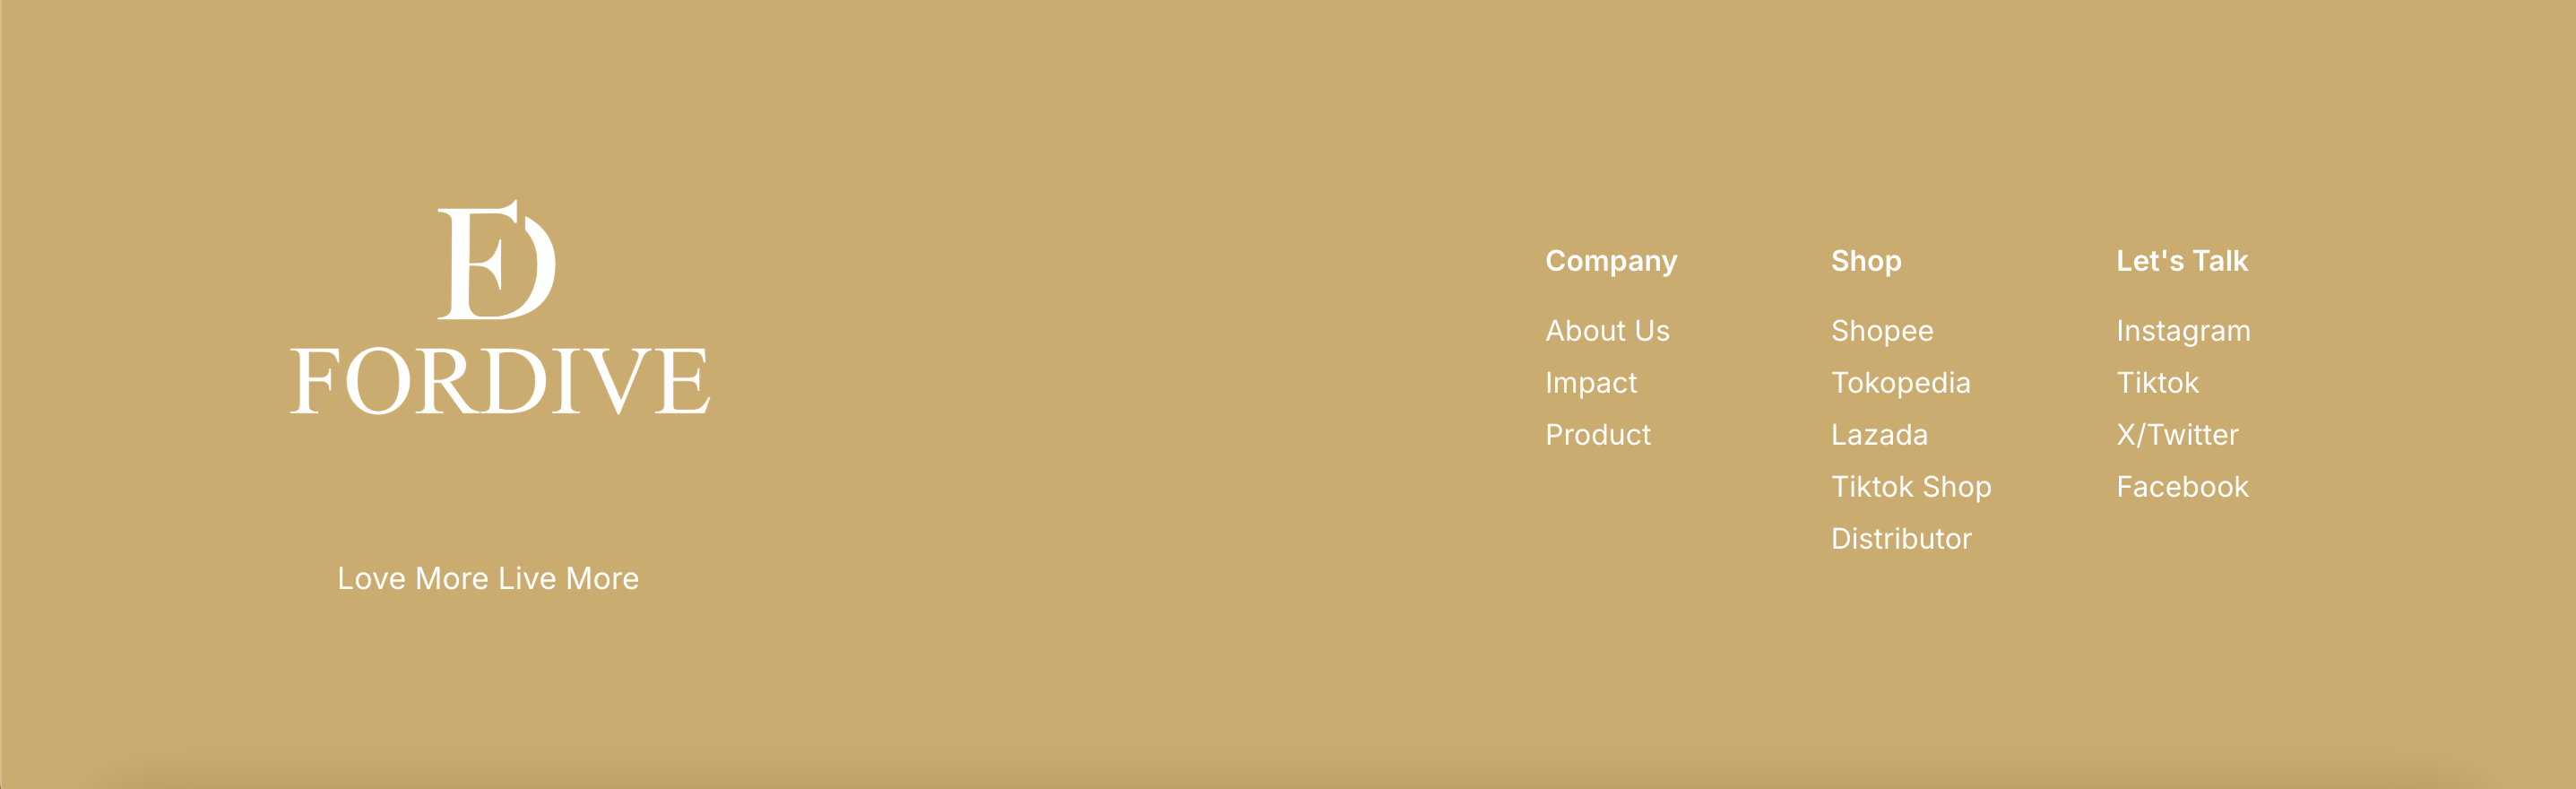 FD
FORDIVE
Love More Live More
Company
About Us
Impact
Product
Shop
Shopee
Tokopedia
Lazada
Tiktok Shop
Distributor
Let's Talk
Instagram
Tiktok
X/Twitter
Facebook